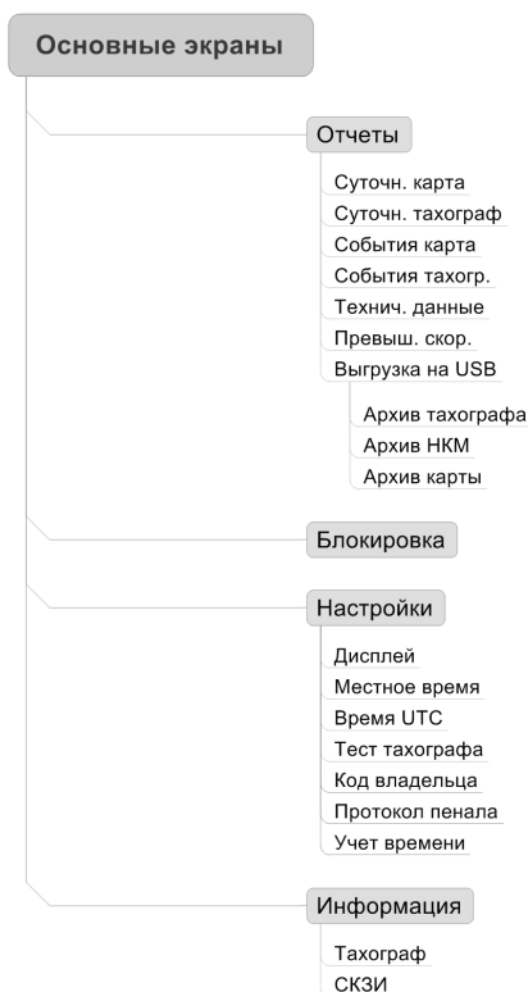 Основные экраны
Отчеты
Суточн. карта
Суточн. тахограф
События карта
События тахогр.
Технич. данные
Превыш. скор.
Выгрузка на USB
Архив тахографа
Архив НКМ
Архив карты
Блокировка
Настройки
Дисплей
Местное время
Время UTC
Тест тахографа
Код владельца
Протокол пенала
Учет времени
Информация
Тахограф
СКЗИ